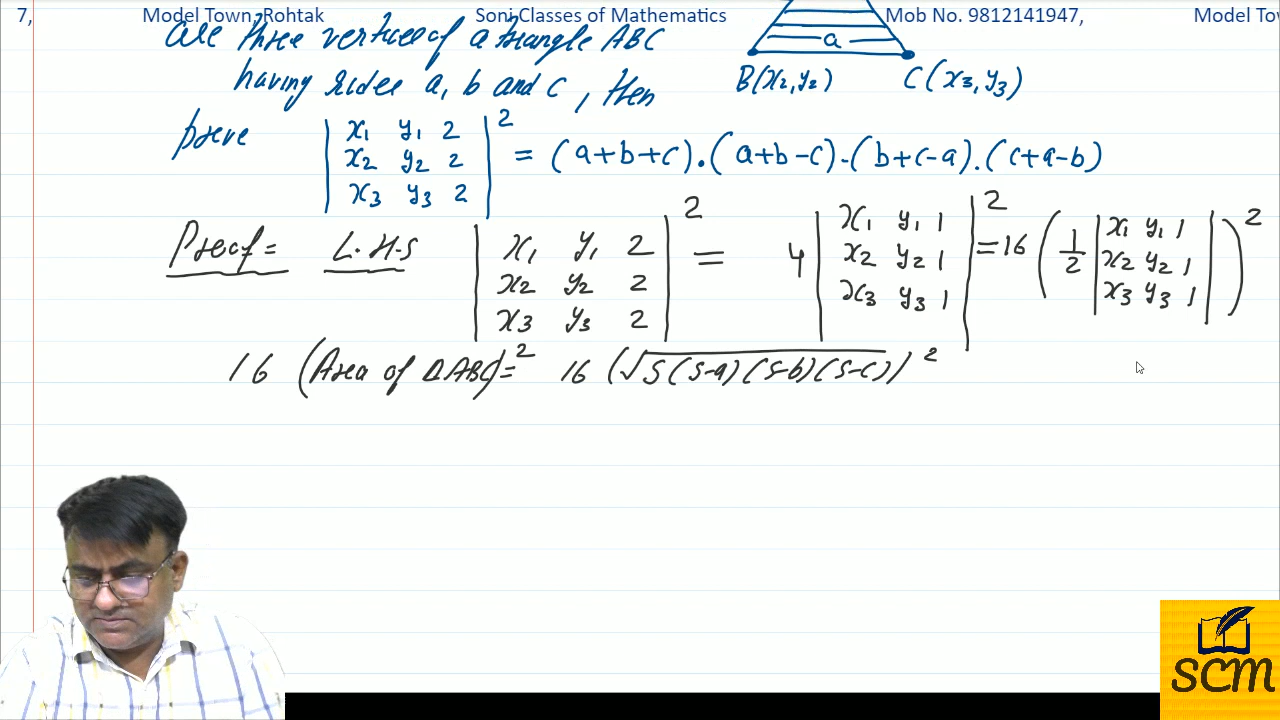 7, Model Town, Rohtak Soni Classes of Mathematics Mob No. 9812141947, Model Tow
are three vertices of a triangle ABC
a
having sides a, b and c, then
B(x2,y2) C(x3,y3)
prove | x1 y1 2 |² = (a+b+c).(a+b-c).(b+c-a).(c+a-b)
x2 y2 2
x3 y3 2
Proof = L.H.S | x1 y1 2 |² = 4 | x1 y1 1 |² = 16 ( 1/2 | x1 y1 1 | )²
x2 y2 2 x2 y2 1 x2 y2 1
x3 y3 2 x3 y3 1 x3 y3 1
16 (Area of ΔABC)² = 16 (√s(s-a)(s-b)(s-c))²
SCM